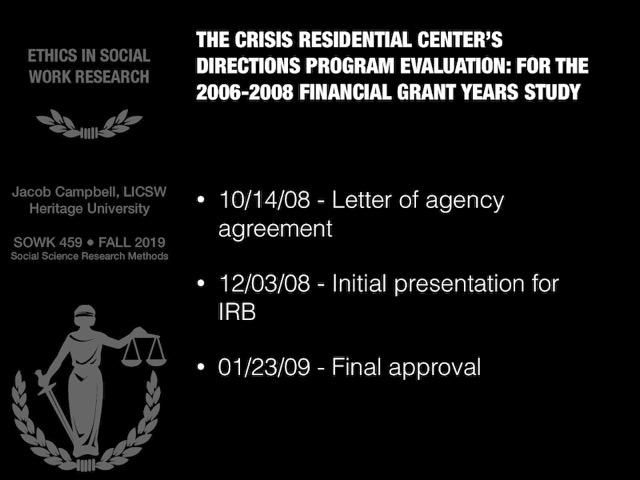 ETHICS IN SOCIAL
WORK RESEARCH
Jacob Campbell, LICSW
Heritage University
SOWK 459 • FALL 2019
Social Science Research Methods
THE CRISIS RESIDENTIAL CENTER’S
DIRECTIONS PROGRAM EVALUATION: FOR THE
2006-2008 FINANCIAL GRANT YEARS STUDY
• 10/14/08 - Letter of agency
agreement
• 12/03/08 - Initial presentation for
IRB
• 01/23/09 - Final approval